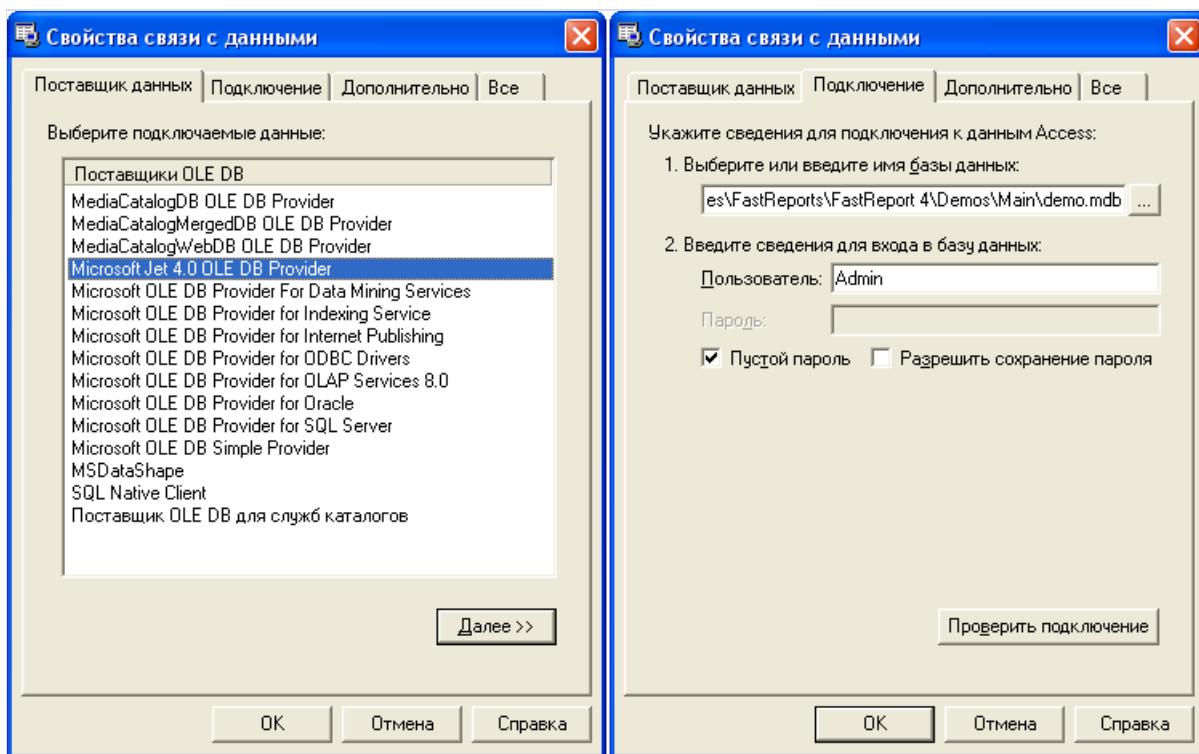 Свойства связи с данными
Поставщик данных
Подключение
Дополнительно
Все
Выберите подключаемые данные:
Поставщики OLE DB
MediaCatalogDB OLE DB Provider
MediaCatalogMergedDB OLE DB Provider
MediaCatalogWebDB OLE DB Provider
Microsoft Jet 4.0 OLE DB Provider
Microsoft OLE DB Provider For Data Mining Services
Microsoft OLE DB Provider for Indexing Service
Microsoft OLE DB Provider for Internet Publishing
Microsoft OLE DB Provider for ODBC Drivers
Microsoft OLE DB Provider for OLAP Services 8.0
Microsoft OLE DB Provider for Oracle
Microsoft OLE DB Provider for SQL Server
Microsoft OLE DB Simple Provider
MSDataShape
SQL Native Client
Поставщик OLE DB для служб каталогов
Далее >>
OK
Отмена
Справка
Свойства связи с данными
Поставщик данных
Подключение
Дополнительно
Все
Укажите сведения для подключения к данным Access:
1. Выберите или введите имя базы данных:
es\FastReports\FastReport 4\Demos\Main\demo.mdb ...
2. Введите сведения для входа в базу данных:
Пользователь: Admin
Пароль:
Пустой пароль
Разрешить сохранение пароля
Проверить подключение
OK
Отмена
Справка